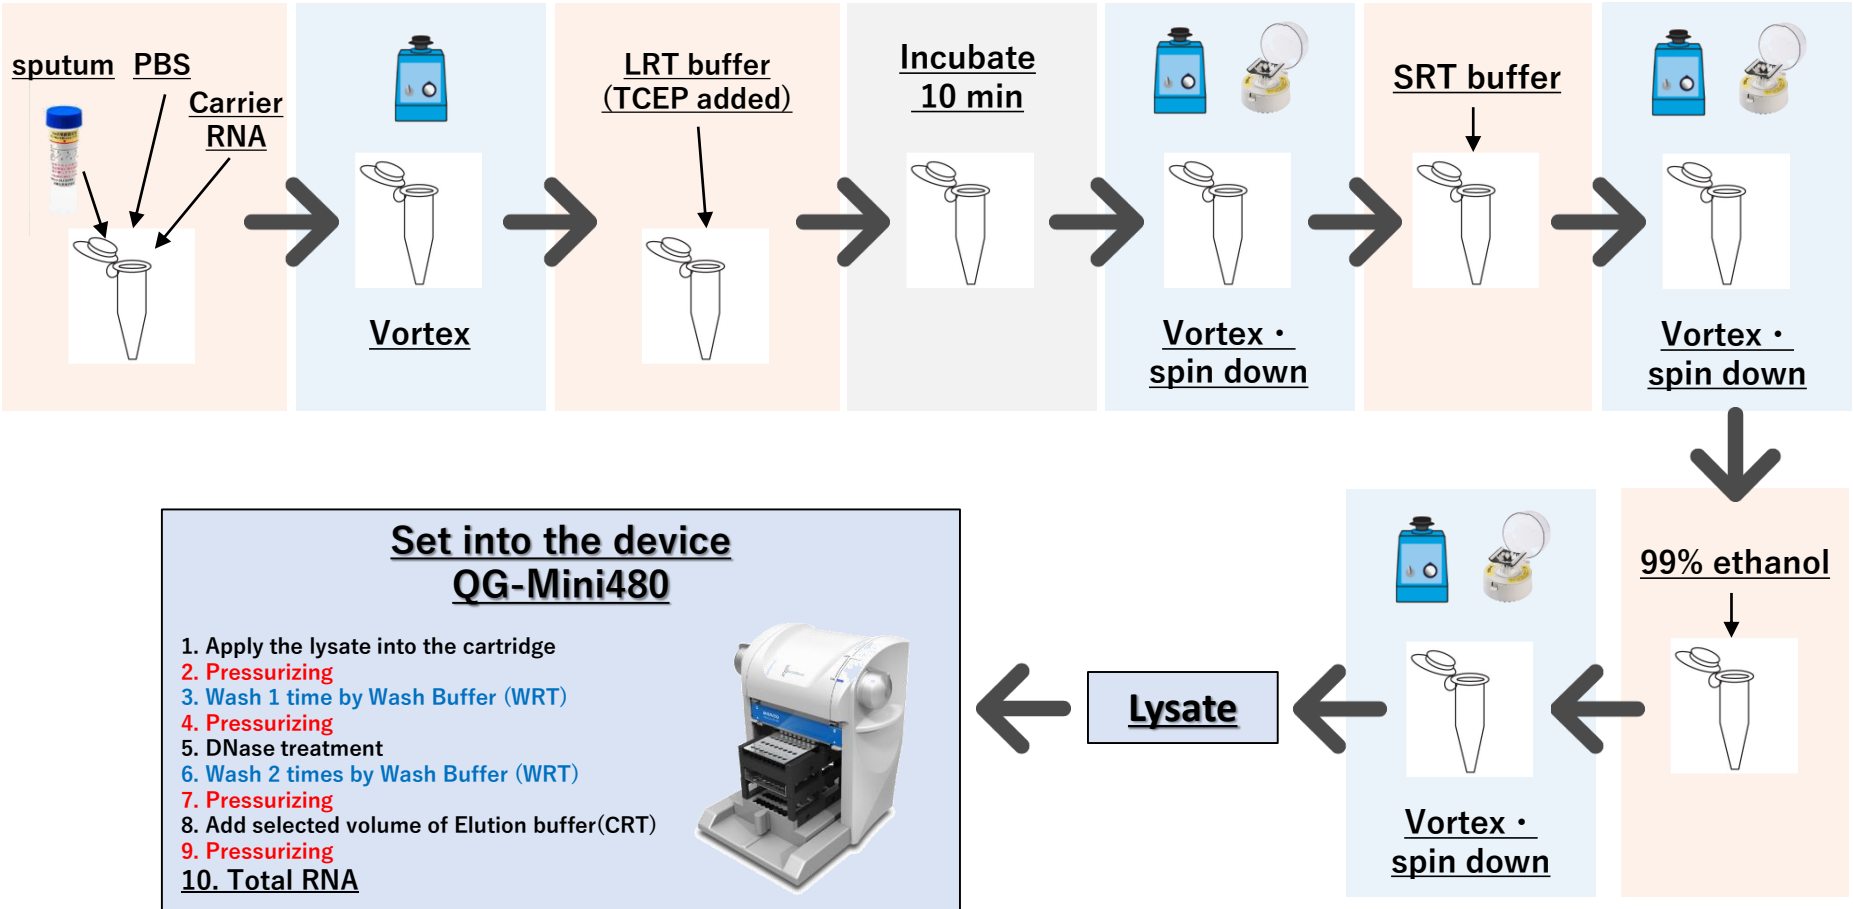 sputum
PBS
Carrier
RNA
Vortex
LRT buffer
(TCEP added)
Incubate
10 min
Vortex・
spin down
SRT buffer
Vortex・
spin down
99% ethanol
Vortex・
spin down
Lysate
Set into the device
QG-Mini480
1. Apply the lysate into the cartridge
2. Pressurizing
3. Wash 1 time by Wash Buffer (WRT)
4. Pressurizing
5. DNase treatment
6. Wash 2 times by Wash Buffer (WRT)
7. Pressurizing
8. Add selected volume of Elution buffer(CRT)
9. Pressurizing
10. Total RNA